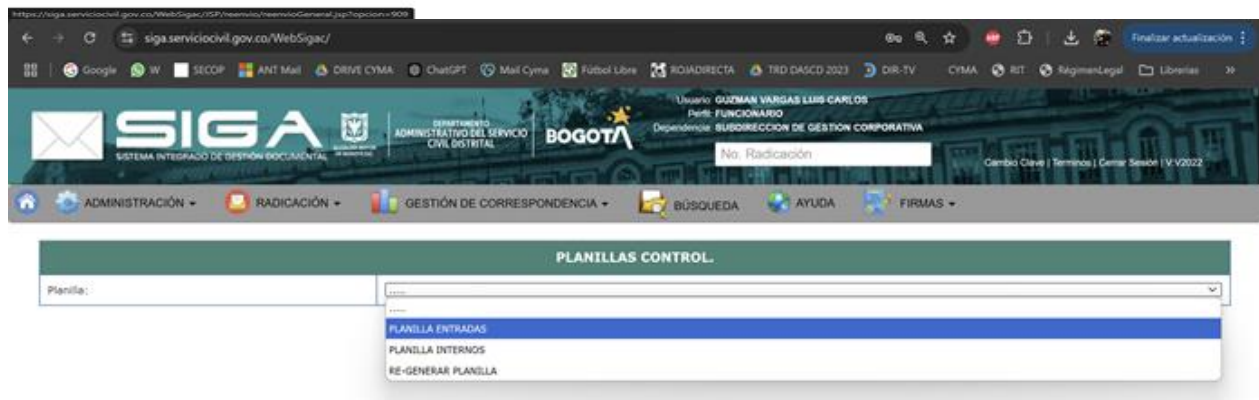 https://siga.serviciocivil.gov.co/WebSigac/JSP/reenvio/reenvioGeneral.jsp?opcion=909
siga.serviciocivil.gov.co/WebSigac/
Finalizar actualización
Google W SECOP ANT Mail DRIVE CYMA ChatGPT Mail Cyma Fútbol Libre ROJADIRECTA TRD DASCD 2023 DIR-TV CYMA RIT RégimenLegal Librerias »
SIGA
SISTEMA INTEGRADO DE GESTIÓN DOCUMENTAL
DEPARTAMENTO
ADMINISTRATIVO DEL SERVICIO
CIVIL DISTRITAL
BOGOTÁ
Usuario: GUZMAN VARGAS LUIS CARLOS
Perfil: FUNCIONARIO
Dependencia: SUBDIRECCION DE GESTION CORPORATIVA
No. Radicación
Cambio Clave | Terminos | Cerrar Sesión | V.V2022
ADMINISTRACIÓN RADICACIÓN GESTIÓN DE CORRESPONDENCIA BÚSQUEDA AYUDA FIRMAS
PLANILLAS CONTROL.
Planilla:
.....
.....
PLANILLA ENTRADAS
PLANILLA INTERNOS
RE-GENERAR PLANILLA